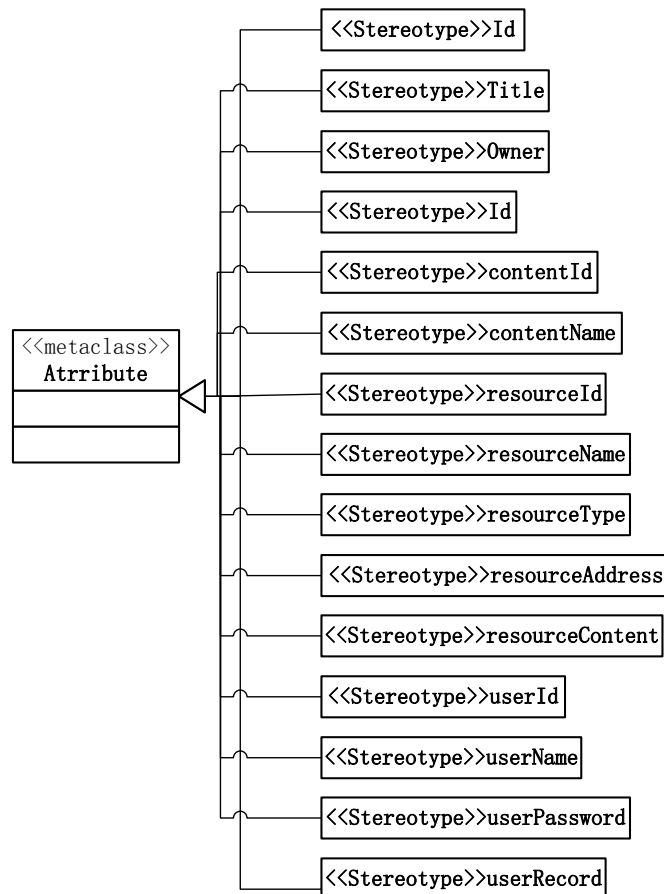 <<Stereotype>>Id
<<Stereotype>>Title
<<Stereotype>>Owner
<<Stereotype>>Id
<<Stereotype>>contentId
<<Stereotype>>contentName
<<metaclass>>
Atrribute
<<Stereotype>>resourceId
<<Stereotype>>resourceName
<<Stereotype>>resourceType
<<Stereotype>>resourceAddress
<<Stereotype>>resourceContent
<<Stereotype>>userId
<<Stereotype>>userName
<<Stereotype>>userPassword
<<Stereotype>>userRecord